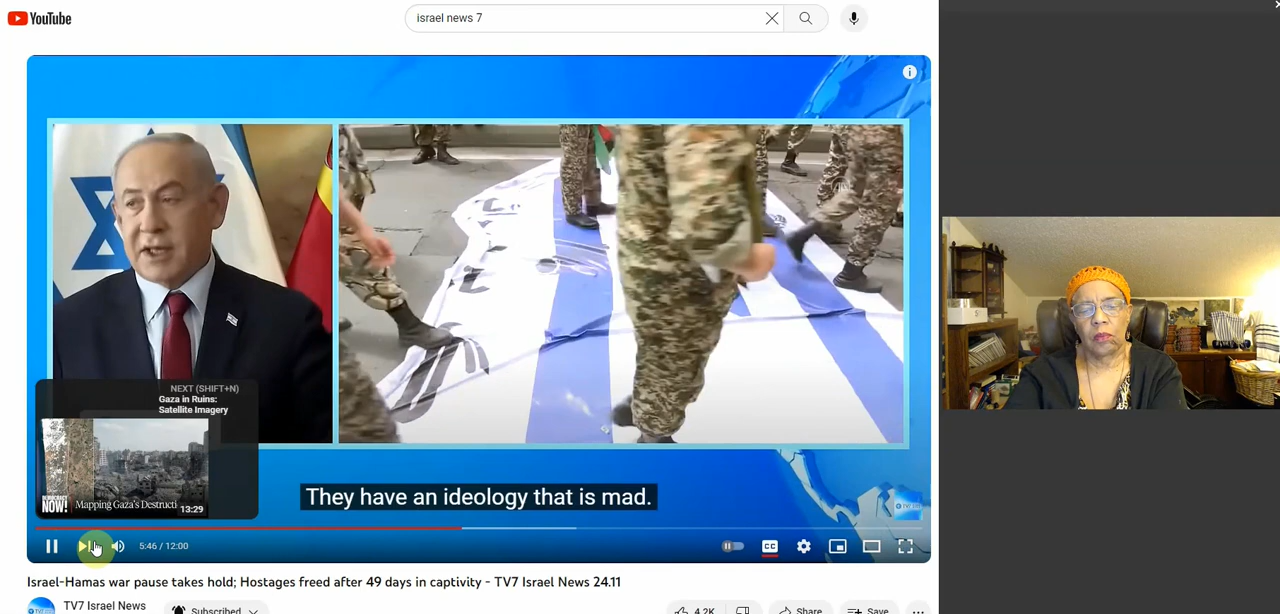 YouTube
israel news 7
i
NEXT (SHIFT+N)
Gaza in Ruins:
Satellite Imagery
DEMOCRACY
NOW!
Mapping Gaza's Destructi
13:29
They have an ideology that is mad.
5:46 / 12:00
CC
Israel-Hamas war pause takes hold; Hostages freed after 49 days in captivity - TV7 Israel News 24.11
TV7 Israel News
Subscribed
4.2K
Share
Save